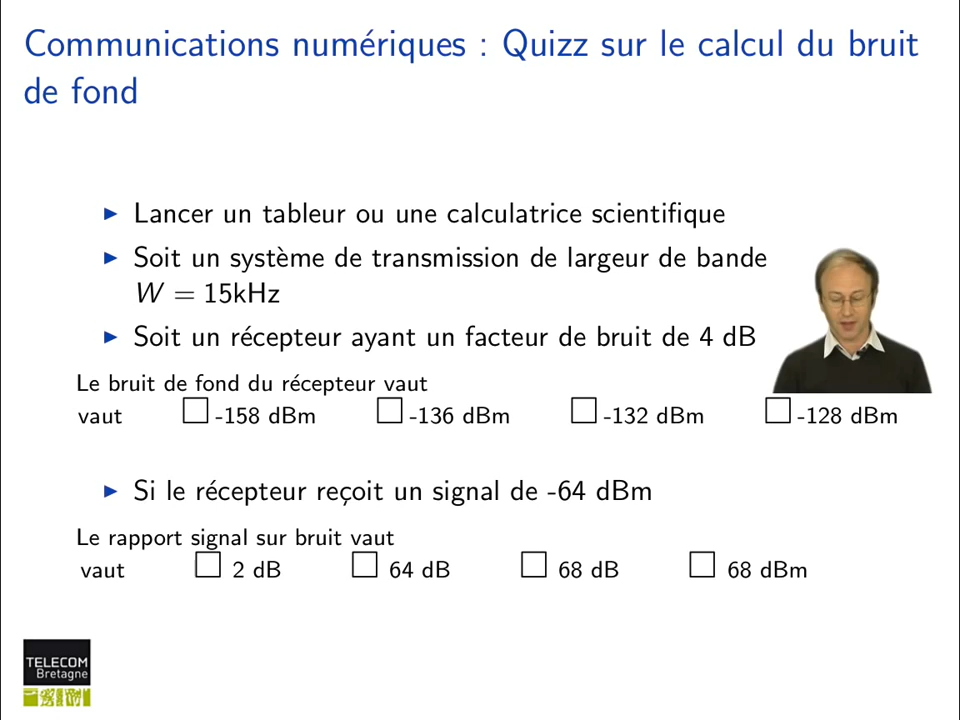 Communications numériques : Quizz sur le calcul du bruit
de fond
Lancer un tableur ou une calculatrice scientifique
Soit un système de transmission de largeur de bande
W = 15kHz
Soit un récepteur ayant un facteur de bruit de 4 dB
Le bruit de fond du récepteur vaut
vaut -158 dBm -136 dBm -132 dBm -128 dBm
Si le récepteur reçoit un signal de -64 dBm
Le rapport signal sur bruit vaut
vaut 2 dB 64 dB 68 dB 68 dBm
TELECOM
Bretagne